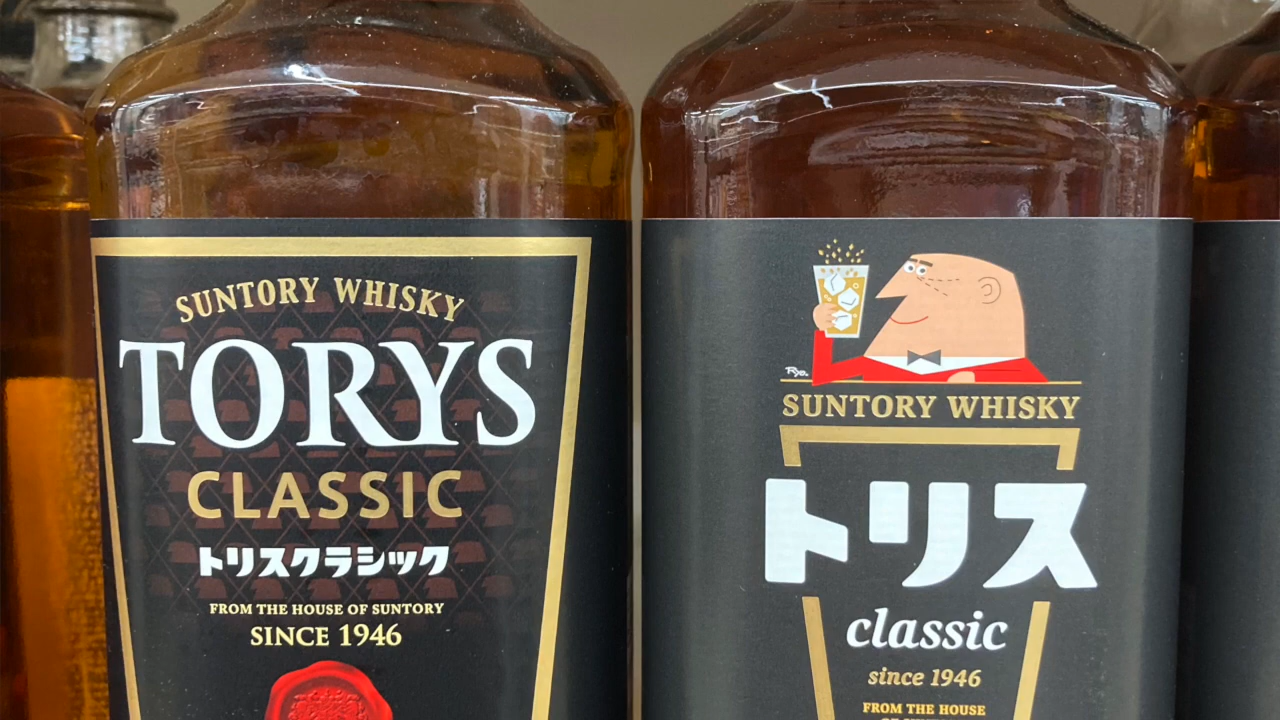 SUNTORY WHISKY
TORYS
CLASSIC
トリスクラシック
FROM THE HOUSE OF SUNTORY
SINCE 1946
Ryo.
SUNTORY WHISKY
トリス
classic
since 1946
FROM THE HOUSE